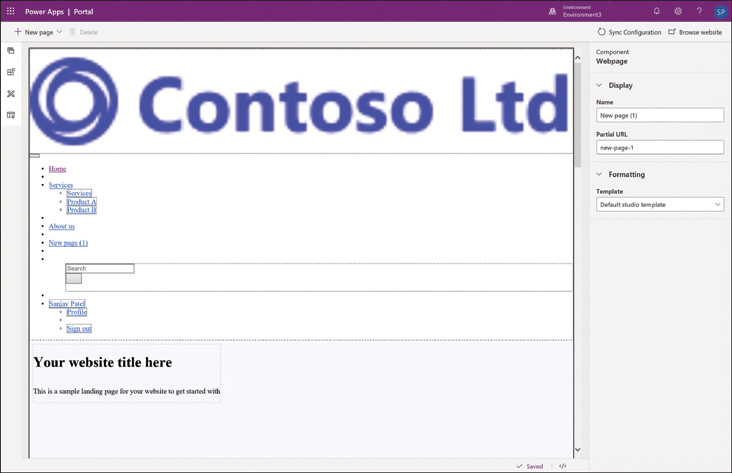 Power Apps | Portal
Environment
Environment3
?
SP
+ New page
Delete
Sync Configuration
Browse website
Contoso Ltd
Home
Services
Services
Product A
Product B
About us
New page (1)
Search
Sanjay Patel
Profile
Sign out
Your website title here
This is a sample landing page for your website to get started with
Saved
</>
Component
Webpage
Display
Name
New page (1)
Partial URL
new-page-1
Formatting
Template
Default studio template